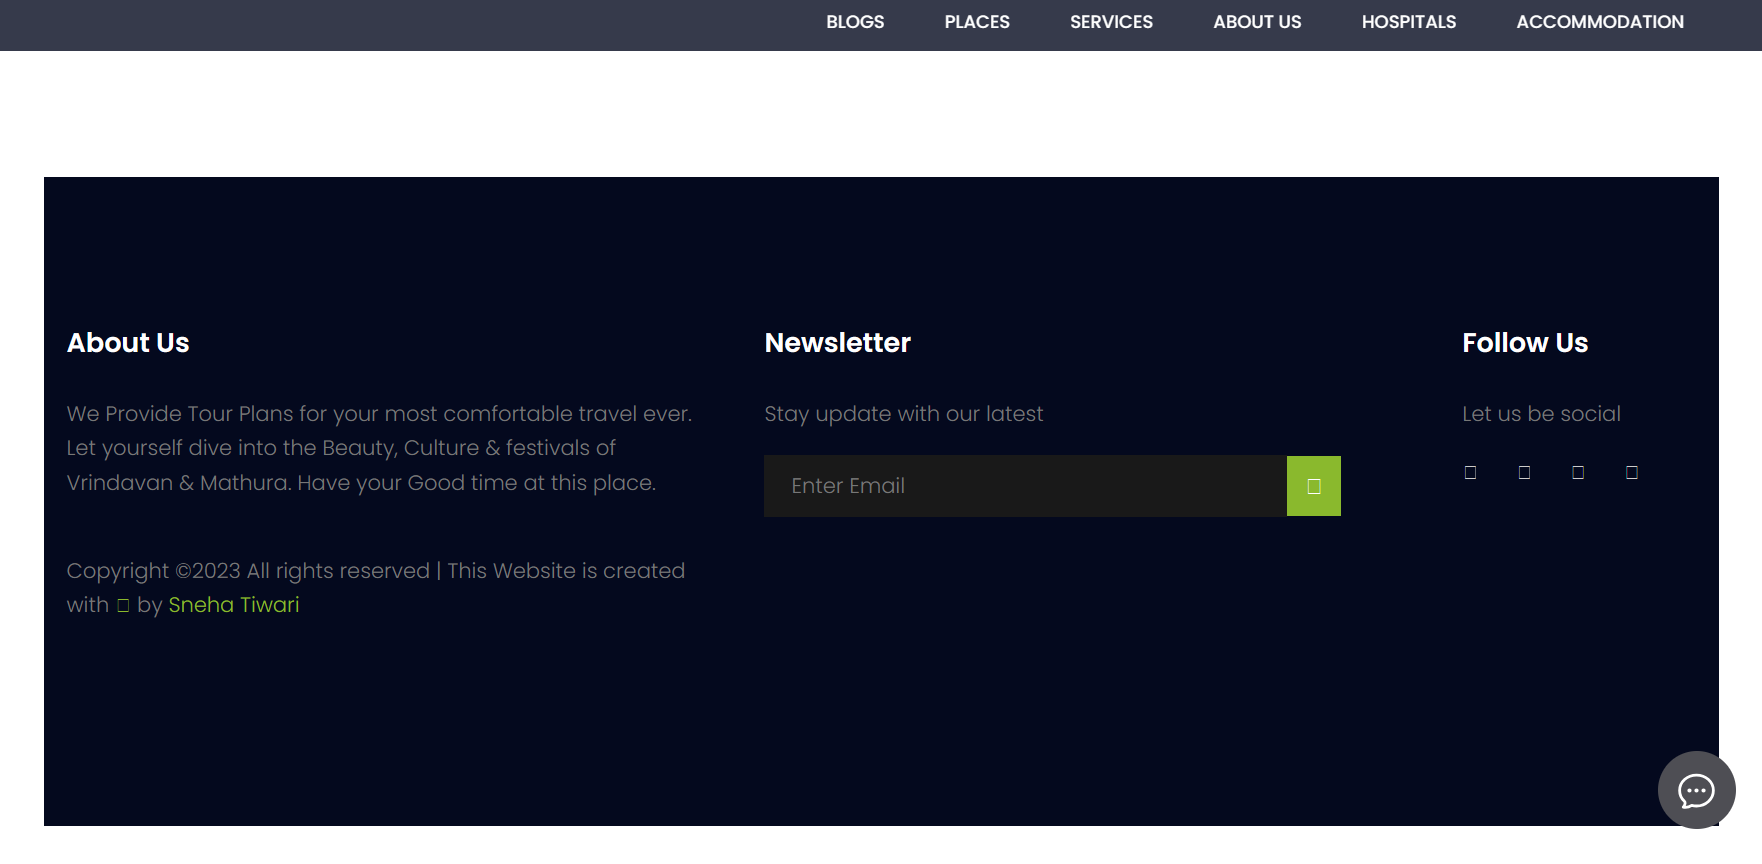 BLOGS PLACES SERVICES ABOUT US HOSPITALS ACCOMMODATION
About Us
We Provide Tour Plans for your most comfortable travel ever.
Let yourself dive into the Beauty, Culture & festivals of
Vrindavan & Mathura. Have your Good time at this place.
Copyright ©2023 All rights reserved | This Website is created
with by Sneha Tiwari
Newsletter
Stay update with our latest
Enter Email
Follow Us
Let us be social